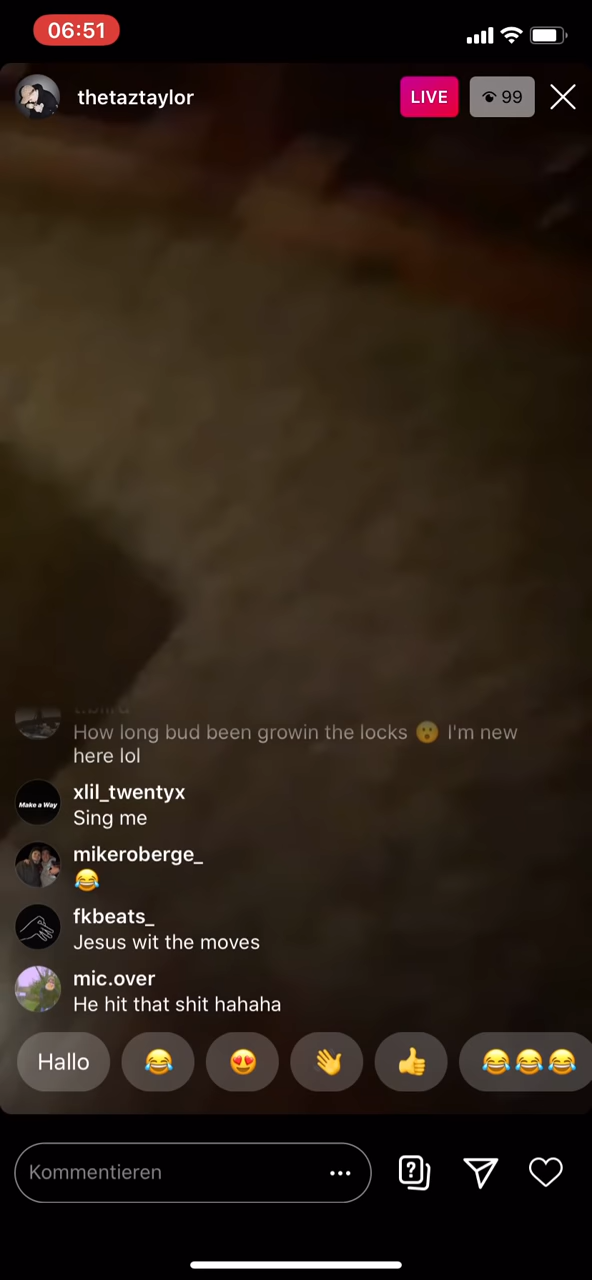 06:51
thetaztaylor
LIVE
99
How long bud been growin the locks 😮 I'm new
here lol
Make a Way
xlil_twentyx
Sing me
mikeroberge_
😂
fkbeats_
Jesus wit the moves
mic.over
He hit that shit hahaha
Hallo 😂 😍 👋 👍 😂😂😂
Kommentieren